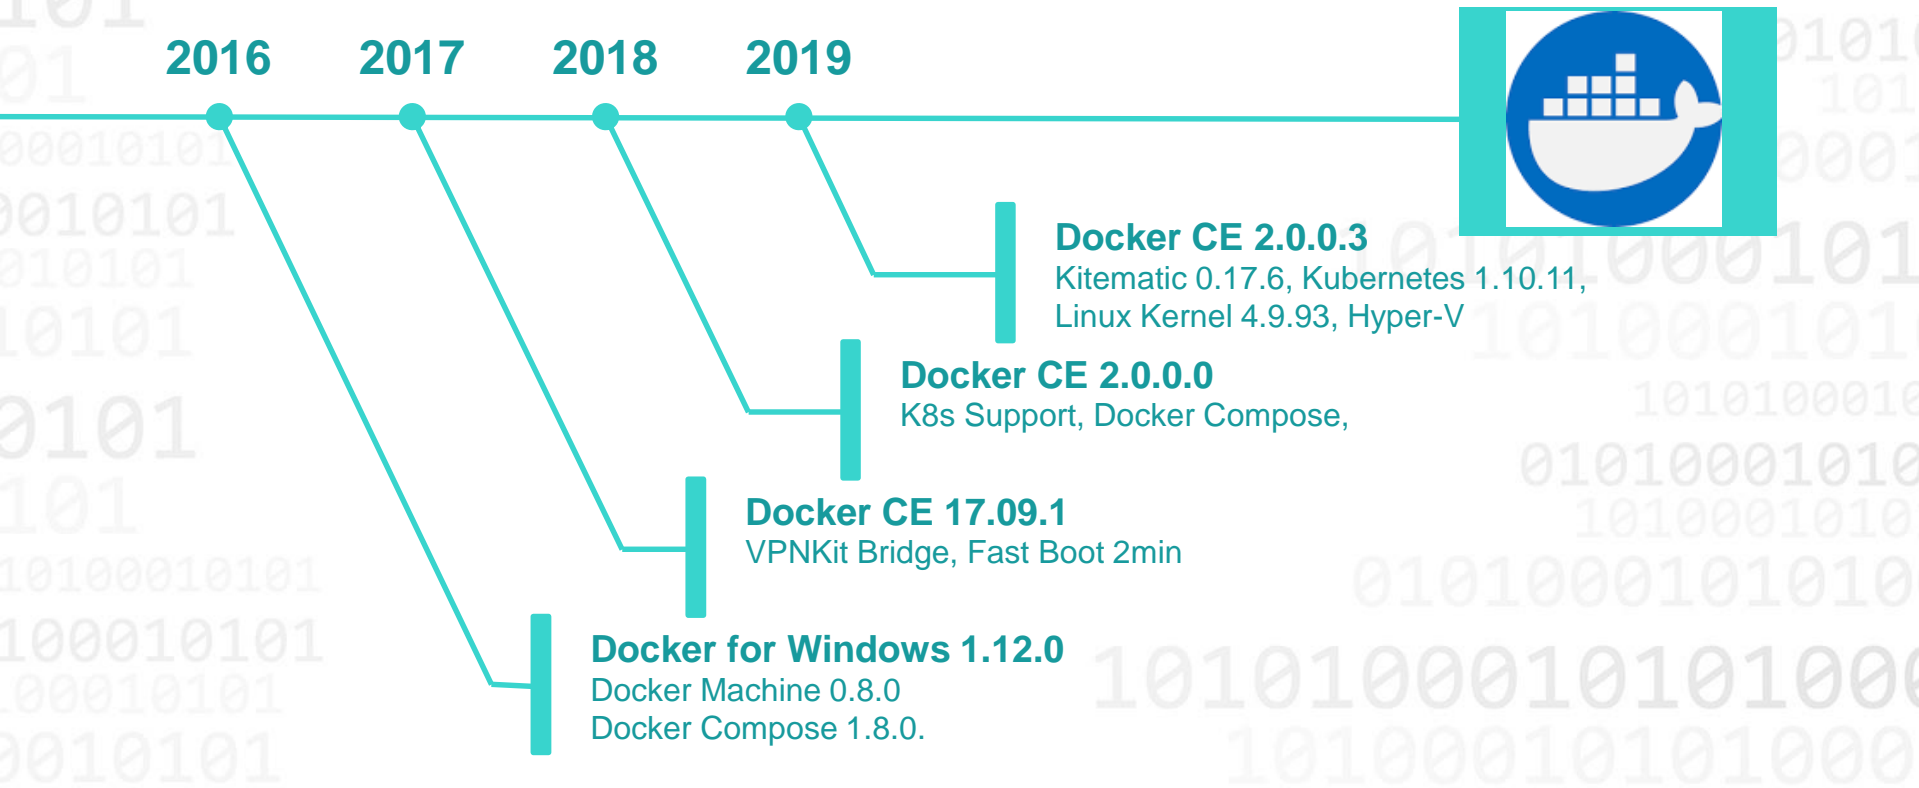 2016 2017 2018 2019
Docker CE 2.0.0.3
Kitematic 0.17.6, Kubernetes 1.10.11,
Linux Kernel 4.9.93, Hyper-V
Docker CE 2.0.0.0
K8s Support, Docker Compose,
Docker CE 17.09.1
VPNKit Bridge, Fast Boot 2min
Docker for Windows 1.12.0
Docker Machine 0.8.0
Docker Compose 1.8.0.